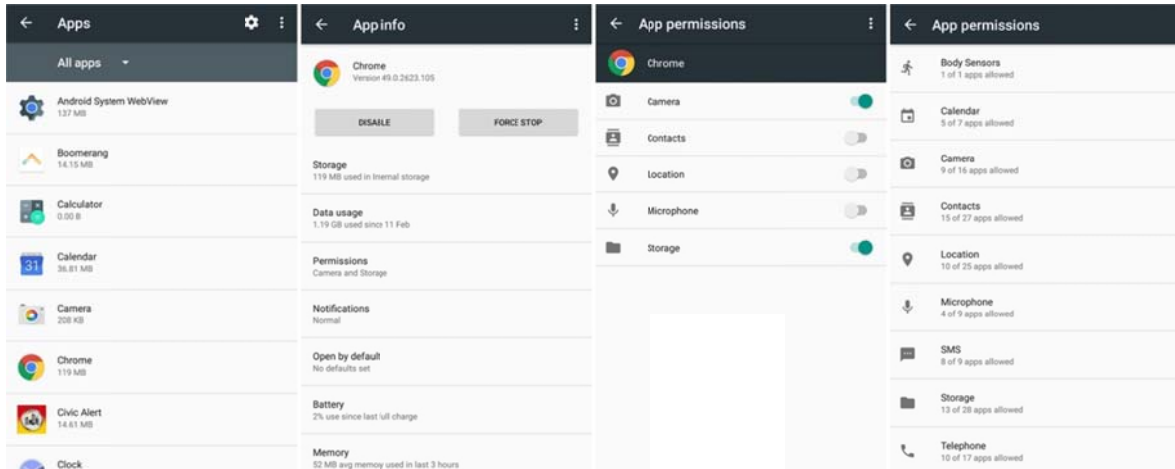 Apps
All apps
Android System WebView
137 MB
Boomerang
14.15 MB
Calculator
0.00 B
Calendar
31
36.81 MB
Camera
208 KB
Chrome
119 MB
Civic Alert
14.61 MB
Clock
App info
Chrome
Version 49.0.2623.105
DISABLE
FORCE STOP
Storage
119 MB used in Internal storage
Data usage
1.19 GB used since 11 Feb
Permissions
Camera and Storage
Notifications
Normal
Open by default
No defaults set
Battery
2% use since last full charge
Memory
52 MB avg memoy used in last 3 hours
App permissions
Chrome
Camera
Contacts
Location
Microphone
Storage
App permissions
Body Sensors
1 of 1 apps allowed
Calendar
5 of 7 apps allowed
Camera
9 of 16 apps allowed
Contacts
15 of 27 apps allowed
Location
10 of 25 apps allowed
Microphone
4 of 9 apps allowed
SMS
8 of 9 apps allowed
Storage
13 of 28 apps allowed
Telephone
10 of 17 apps allowed